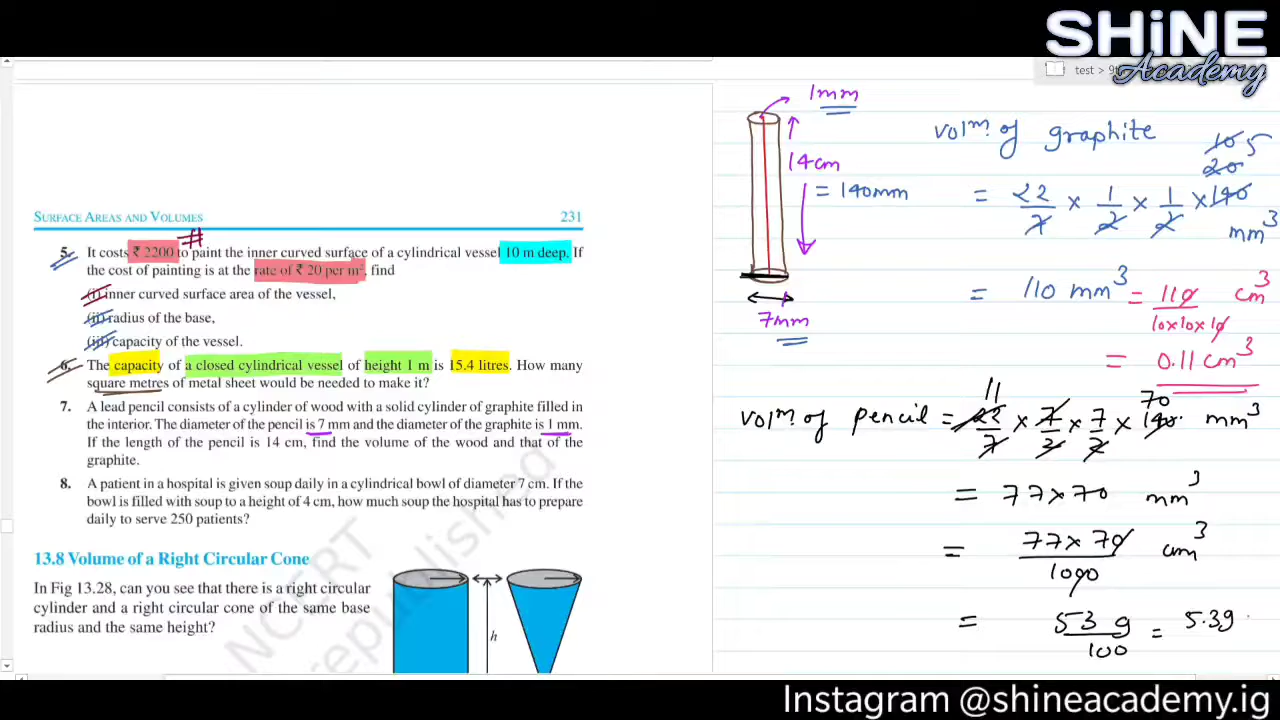 SHiNE
Academy
test > 9t
SURFACE AREAS AND VOLUMES 231
5. It costs ₹ 2200 to paint the inner curved surface of a cylindrical vessel 10 m deep. If
the cost of painting is at the rate of ₹ 20 per m², find
(i) inner curved surface area of the vessel,
(ii) radius of the base,
(iii) capacity of the vessel.
6. The capacity of a closed cylindrical vessel of height 1 m is 15.4 litres. How many
square metres of metal sheet would be needed to make it?
7. A lead pencil consists of a cylinder of wood with a solid cylinder of graphite filled in
the interior. The diameter of the pencil is 7 mm and the diameter of the graphite is 1 mm.
If the length of the pencil is 14 cm, find the volume of the wood and that of the
graphite.
8. A patient in a hospital is given soup daily in a cylindrical bowl of diameter 7 cm. If the
bowl is filled with soup to a height of 4 cm, how much soup the hospital has to prepare
daily to serve 250 patients?
13.8 Volume of a Right Circular Cone
In Fig 13.28, can you see that there is a right circular
cylinder and a right circular cone of the same base
radius and the same height?
h
NCERT
republished
1mm
14cm
= 140mm
7mm
volm. of graphite
10 5
20
= 22/7 × 1/2 × 1/2 × 140 mm³
= 110 mm³ = 110/10×10×10 cm³
= 0.11 cm³
11 70
volm. of pencil = 22/7 × 7/2 × 7/2 × 140 mm³
= 77×70 mm³
= 77×70/1000 cm³
= 539/100 = 5.39
Instagram @shineacademy.ig